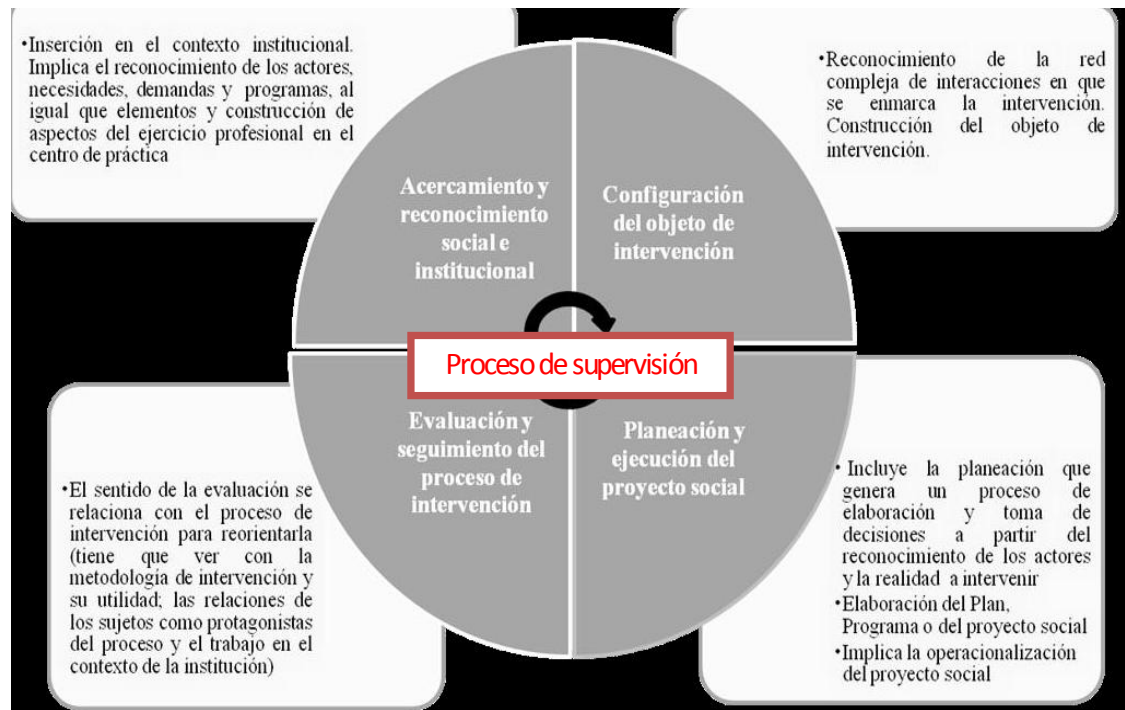 •Inserción en el contexto institucional.
Implica el reconocimiento de los actores,
necesidades, demandas y programas, al
igual que elementos y construcción de
aspectos del ejercicio profesional en el
centro de práctica
•Reconocimiento de la red
compleja de interacciones en que
se enmarca la intervención.
Construcción del objeto de
intervención.
Acercamiento y
reconocimiento
social e
institucional
Configuración
del objeto de
intervención
Proceso de supervisión
Evaluación y
seguimiento del
proceso de
intervención
Planeación y
ejecución del
proyecto social
•El sentido de la evaluación se
relaciona con el proceso de
intervención para reorientarla
(tiene que ver con la
metodología de intervención y
su utilidad; las relaciones de
los sujetos como protagonistas
del proceso y el trabajo en el
contexto de la institución)
• Incluye la planeación que
genera un proceso de
elaboración y toma de
decisiones a partir del
reconocimiento de los actores
y la realidad a intervenir
•Elaboración del Plan,
Programa o del proyecto social
•Implica la operacionalización
del proyecto social